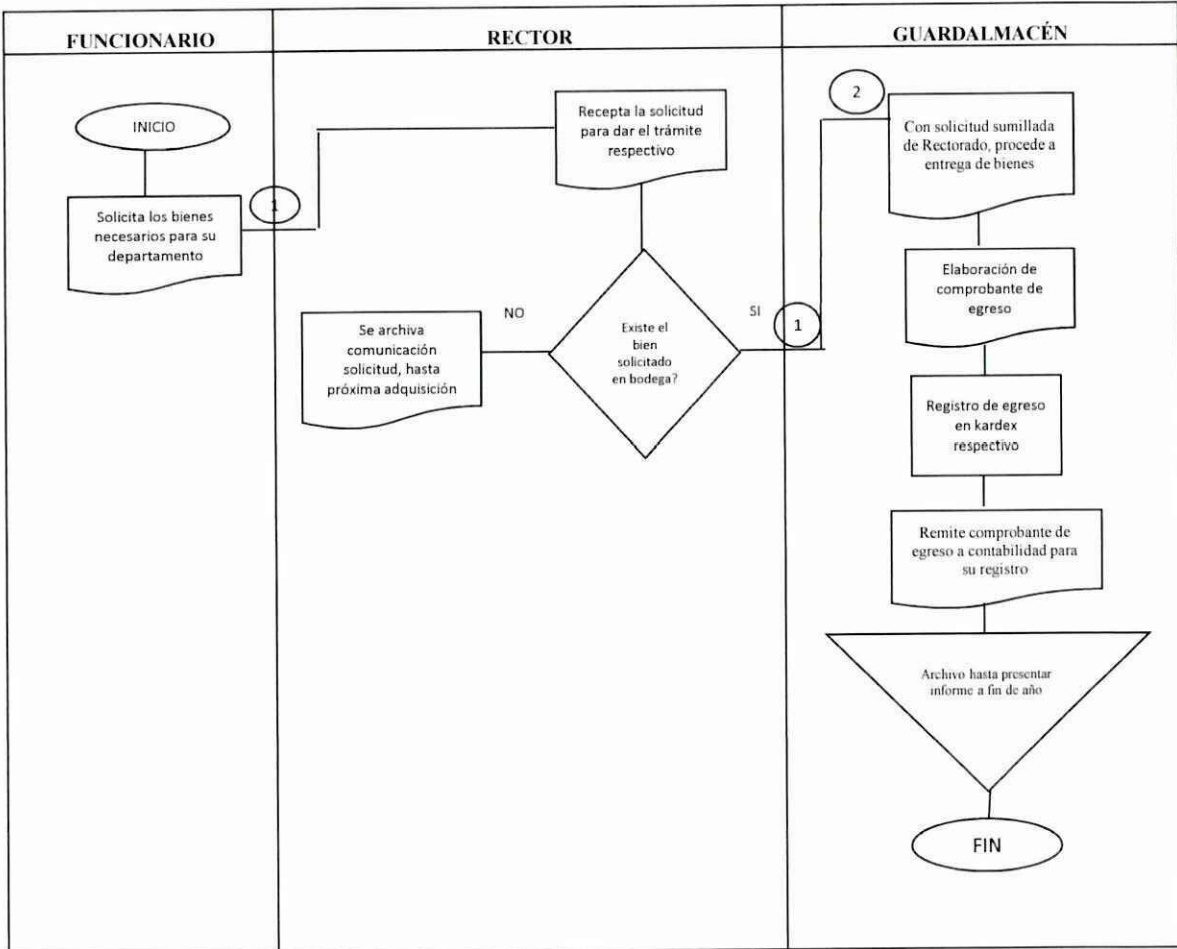 FUNCIONARIO
RECTOR
GUARDALMACÉN
INICIO
Solicita los bienes
necesarios para su
departamento
1
Recepta la solicitud
para dar el trámite
respectivo
Existe el
bien
solicitado
en bodega?
NO
Se archiva
comunicación
solicitud, hasta
próxima adquisición
SI
1
2
Con solicitud sumillada
de Rectorado, procede a
entrega de bienes
Elaboración de
comprobante de
egreso
Registro de egreso
en kardex
respectivo
Remite comprobante de
egreso a contabilidad para
su registro
Archivo hasta presentar
informe a fin de año
FIN